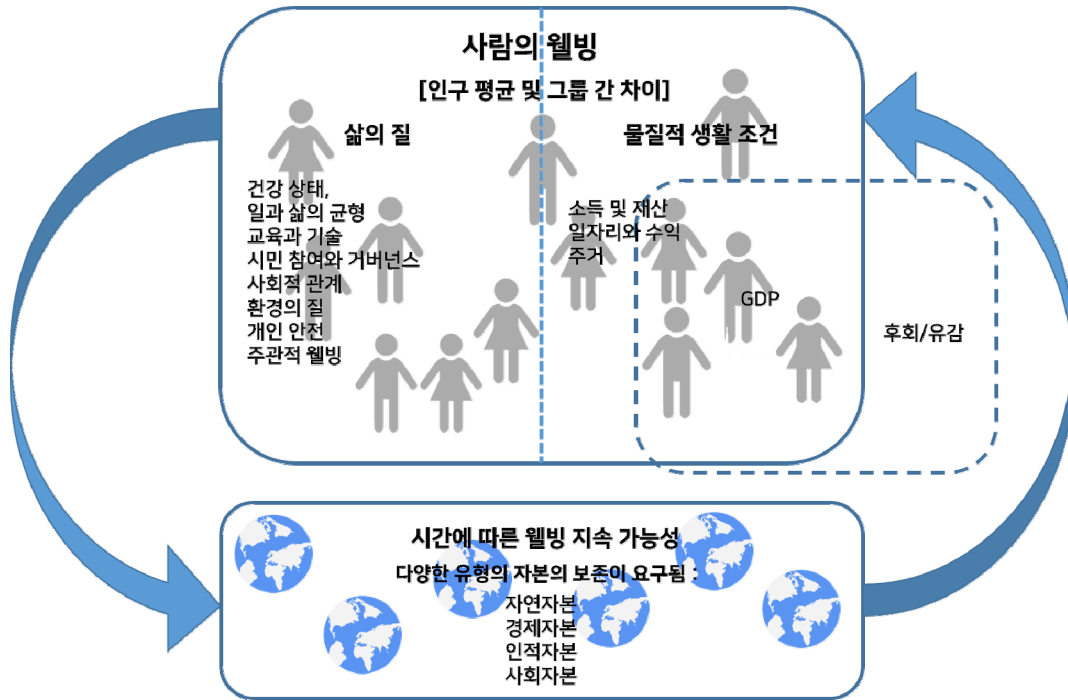 사람의 웰빙
[인구 평균 및 그룹 간 차이]
삶의 질
건강 상태,
일과 삶의 균형
교육과 기술
시민 참여와 거버넌스
사회적 관계
환경의 질
개인 안전
주관적 웰빙
물질적 생활 조건
소득 및 재산
일자리와 수익
주거
GDP
후회/유감
시간에 따른 웰빙 지속 가능성
다양한 유형의 자본의 보존이 요구됨 :
자연자본
경제자본
인적자본
사회자본